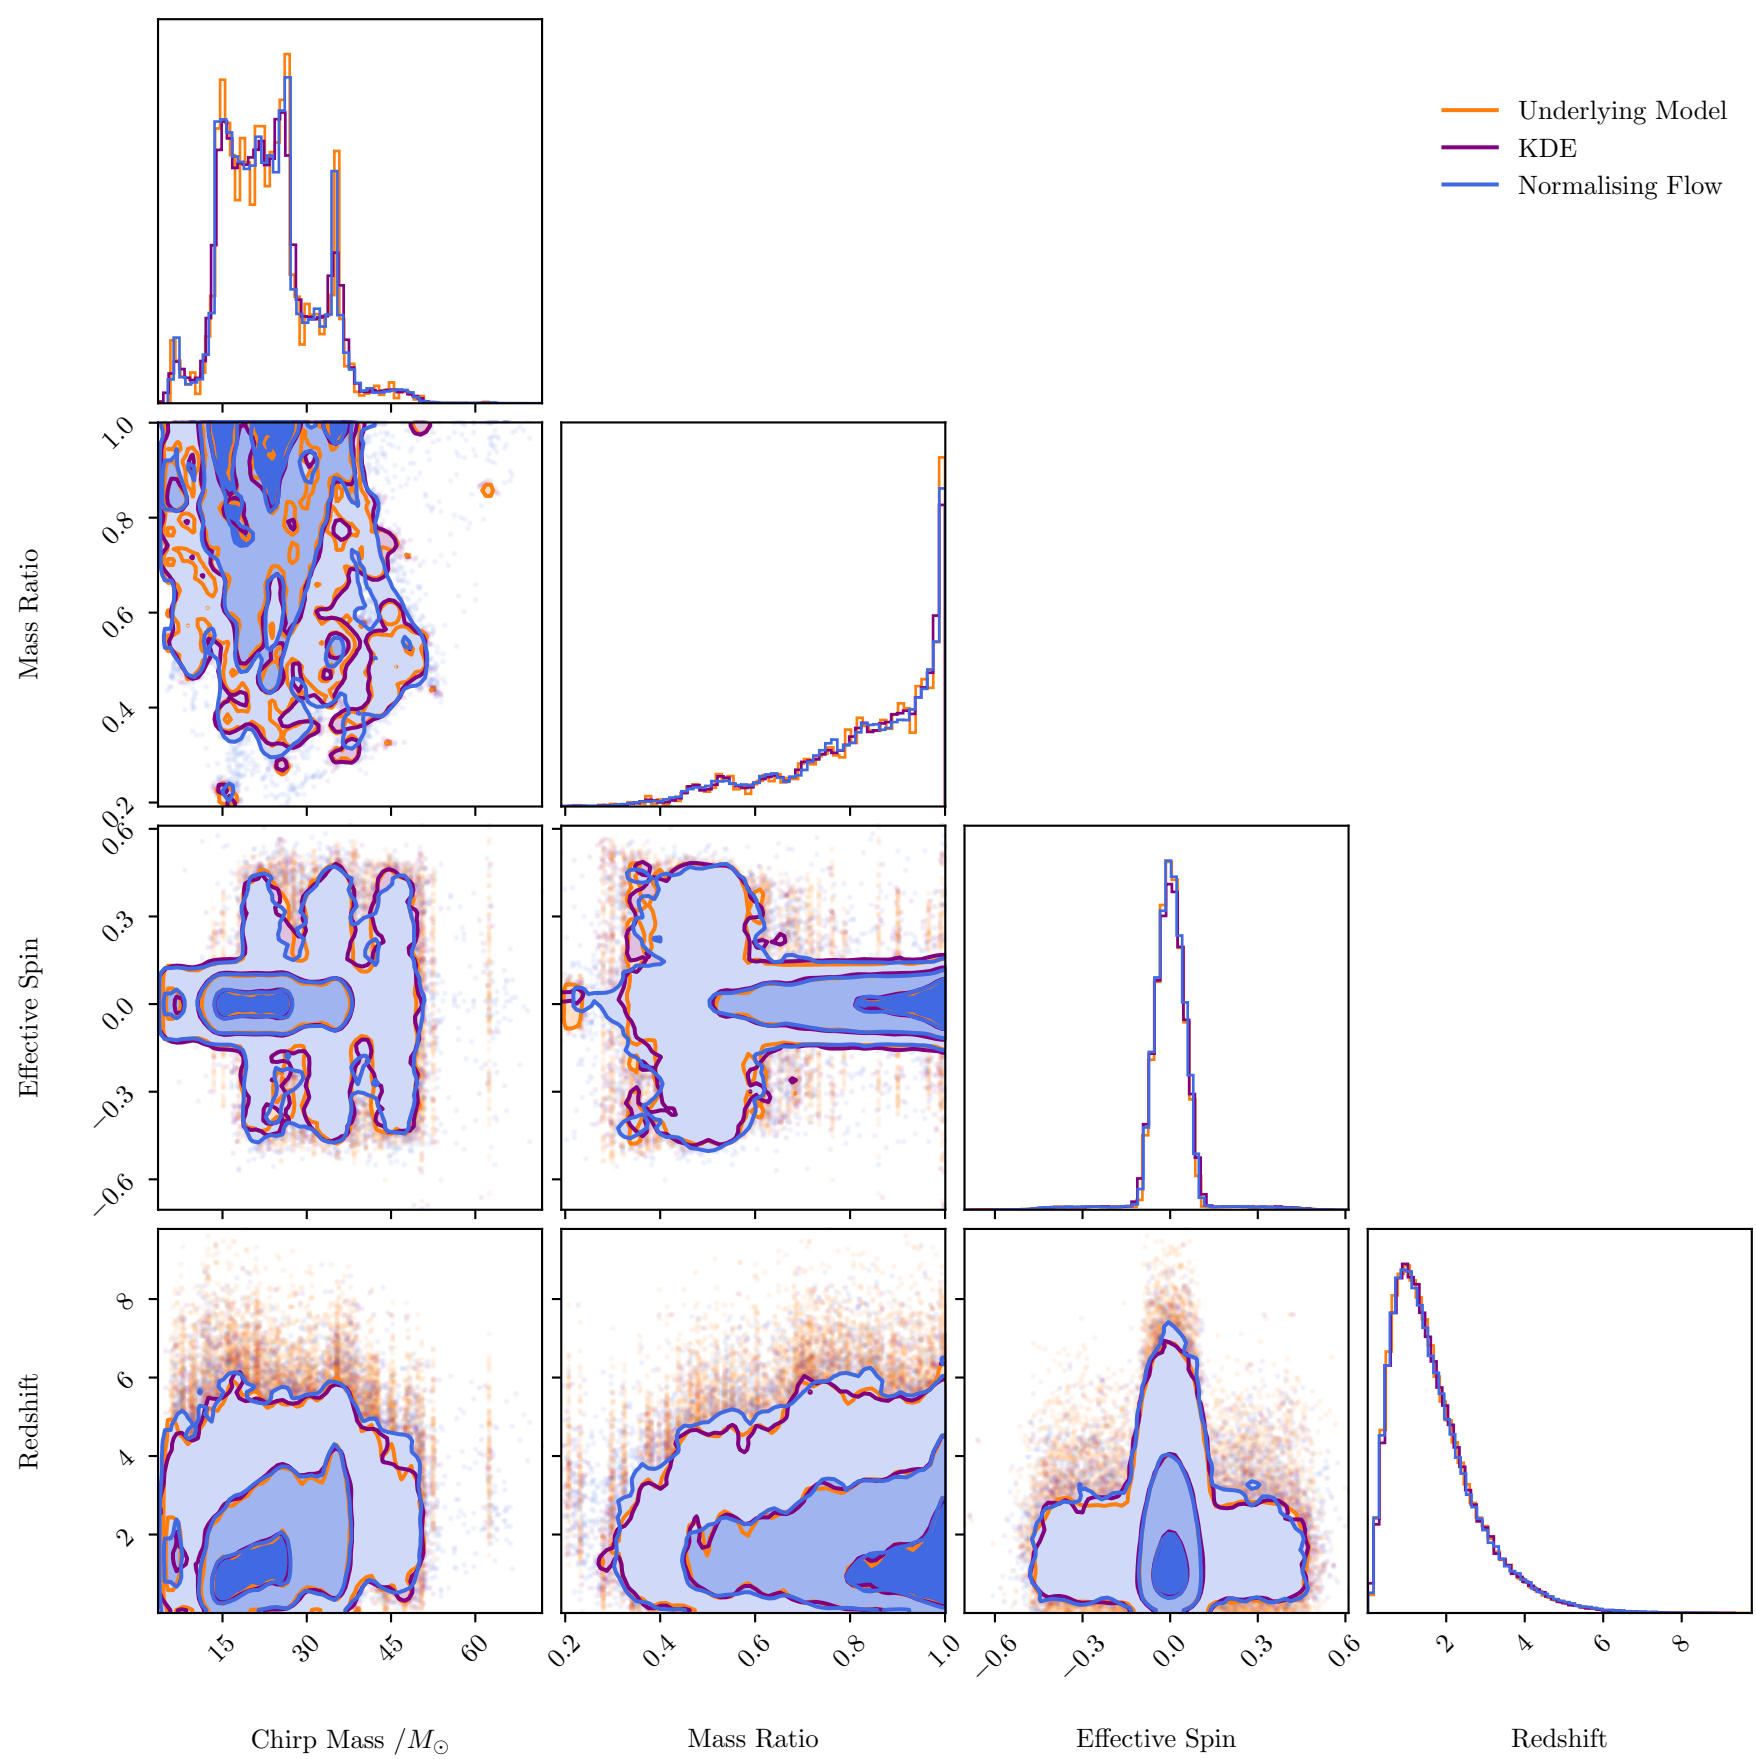 Underlying Model
KDE
Normalising Flow
1.0
0.8
0.6
0.4
0.2
Mass Ratio
0.6
0.3
0.0
−0.3
−0.6
Effective Spin
8
6
4
2
Redshift
15 30 45 60
0.2 0.4 0.6 0.8 1.0
−0.6 −0.3 0.0 0.3 0.6
2 4 6 8
Chirp Mass /M⊙
Mass Ratio
Effective Spin
Redshift